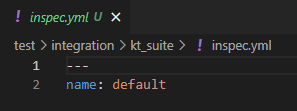 ! inspec.yml U ×
test > integration > kt_suite > ! inspec.yml
1 ---
2 name: default